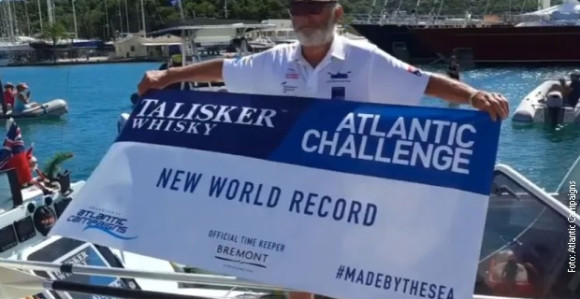 TALISKER
WHISKY
ATLANTIC
CHALLENGE
NEW WORLD RECORD
atlantic
campaigns
OFFICIAL TIME KEEPER
BREMONT
#MADEBYTHESEA
Foto: Atlantic Campaigns